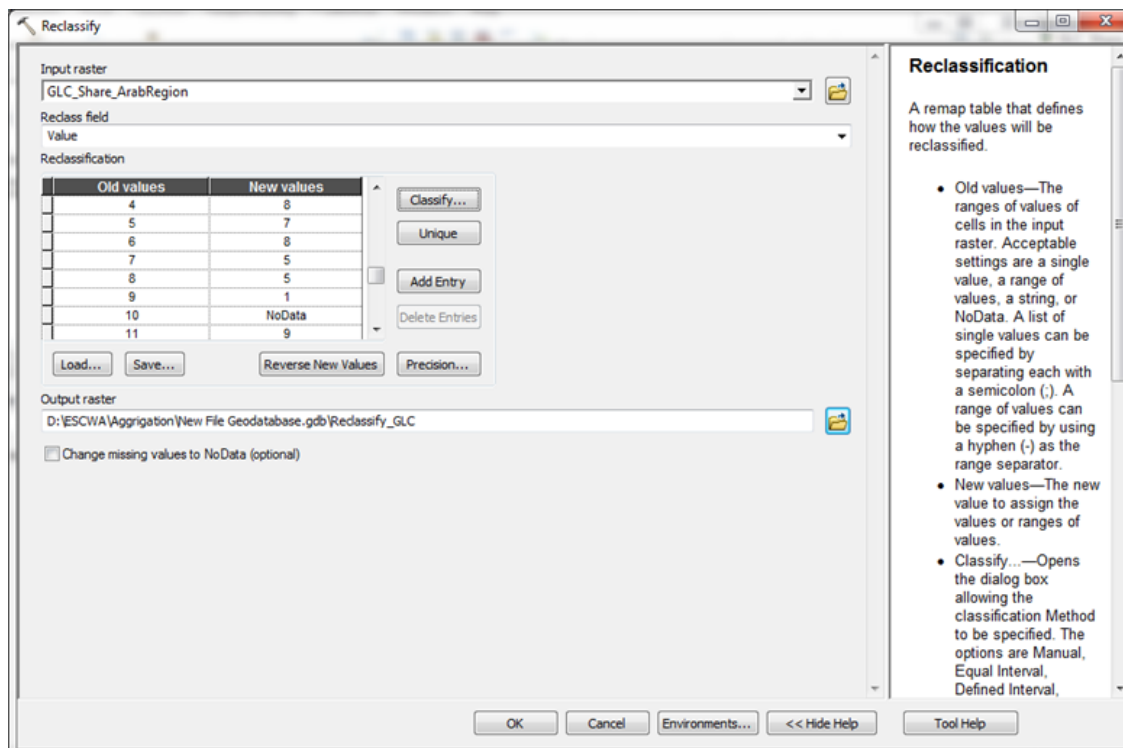 Reclassify
Input raster
GLC_Share_ArabRegion
Reclass field
Value
Reclassification
Old values New values
4 8
5 7
6 8
7 5
8 5
9 1
10 NoData
11 9
Classify...
Unique
Add Entry
Delete Entries
Load... Save... Reverse New Values Precision...
Output raster
D:\ESCWA\Aggrigation\New File Geodatabase.gdb\Reclassify_GLC
Change missing values to NoData (optional)
OK Cancel Environments... << Hide Help Tool Help
Reclassification
A remap table that defines
how the values will be
reclassified.
• Old values—The
ranges of values of
cells in the input
raster. Acceptable
settings are a single
value, a range of
values, a string, or
NoData. A list of
single values can be
specified by
separating each with
a semicolon (;). A
range of values can
be specified by using
a hyphen (-) as the
range separator.
• New values—The new
value to assign the
values or ranges of
values.
• Classify...—Opens
the dialog box
allowing the
classification Method
to be specified. The
options are Manual,
Equal Interval,
Defined Interval,